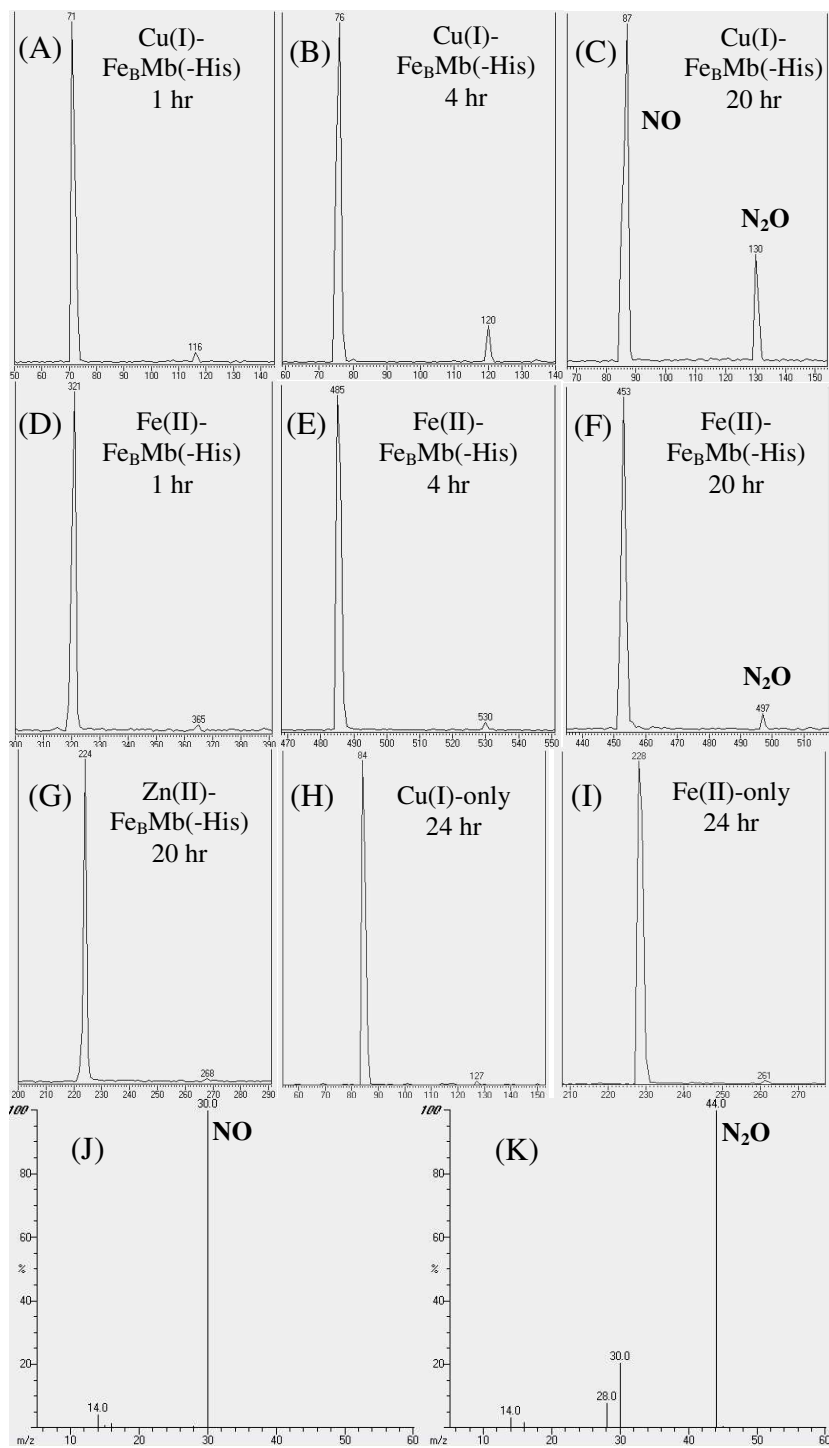 (A) Cu(I)-
FeBMb(-His)
1 hr
71
116
50 60 70 80 90 100 110 120 130 140
(B) Cu(I)-
FeBMb(-His)
4 hr
76
120
60 70 80 90 100 110 120 130 140
(C) Cu(I)-
FeBMb(-His)
20 hr
87
NO
N₂O
130
70 80 90 100 110 120 130 140 150
(D) Fe(II)-
FeBMb(-His)
1 hr
321
365
300 310 320 330 340 350 360 370 380 390
(E) Fe(II)-
FeBMb(-His)
4 hr
485
530
470 480 490 500 510 520 530 540 550
(F) Fe(II)-
FeBMb(-His)
20 hr
453
N₂O
497
440 450 460 470 480 490 500 510
(G) Zn(II)-
FeBMb(-His)
20 hr
224
268
200 210 220 230 240 250 260 270 280 290
(H) Cu(I)-only
24 hr
84
127
60 70 80 90 100 110 120 130 140 150
(I) Fe(II)-only
24 hr
228
261
210 220 230 240 250 260 270
(J)
NO
30.0
14.0
100
80
60
%
40
20
m/z 10 20 30 40 50 60
(K)
N₂O
44.0
30.0
28.0
14.0
100
80
60
%
40
20
m/z 10 20 30 40 50 60